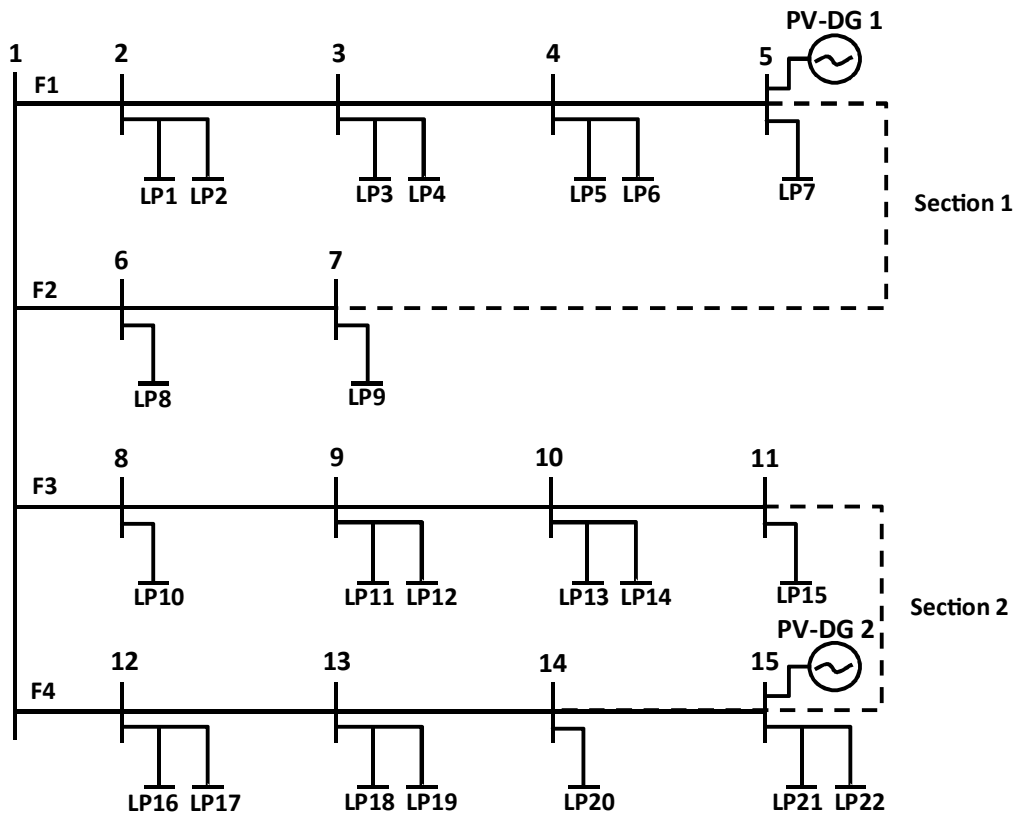 PV-DG 1
1 2 3 4 5
F1
LP1 LP2 LP3 LP4 LP5 LP6 LP7
Section 1
6 7
F2
LP8 LP9
8 9 10 11
F3
LP10 LP11 LP12 LP13 LP14 LP15
Section 2
PV-DG 2
12 13 14 15
F4
LP16 LP17 LP18 LP19 LP20 LP21 LP22